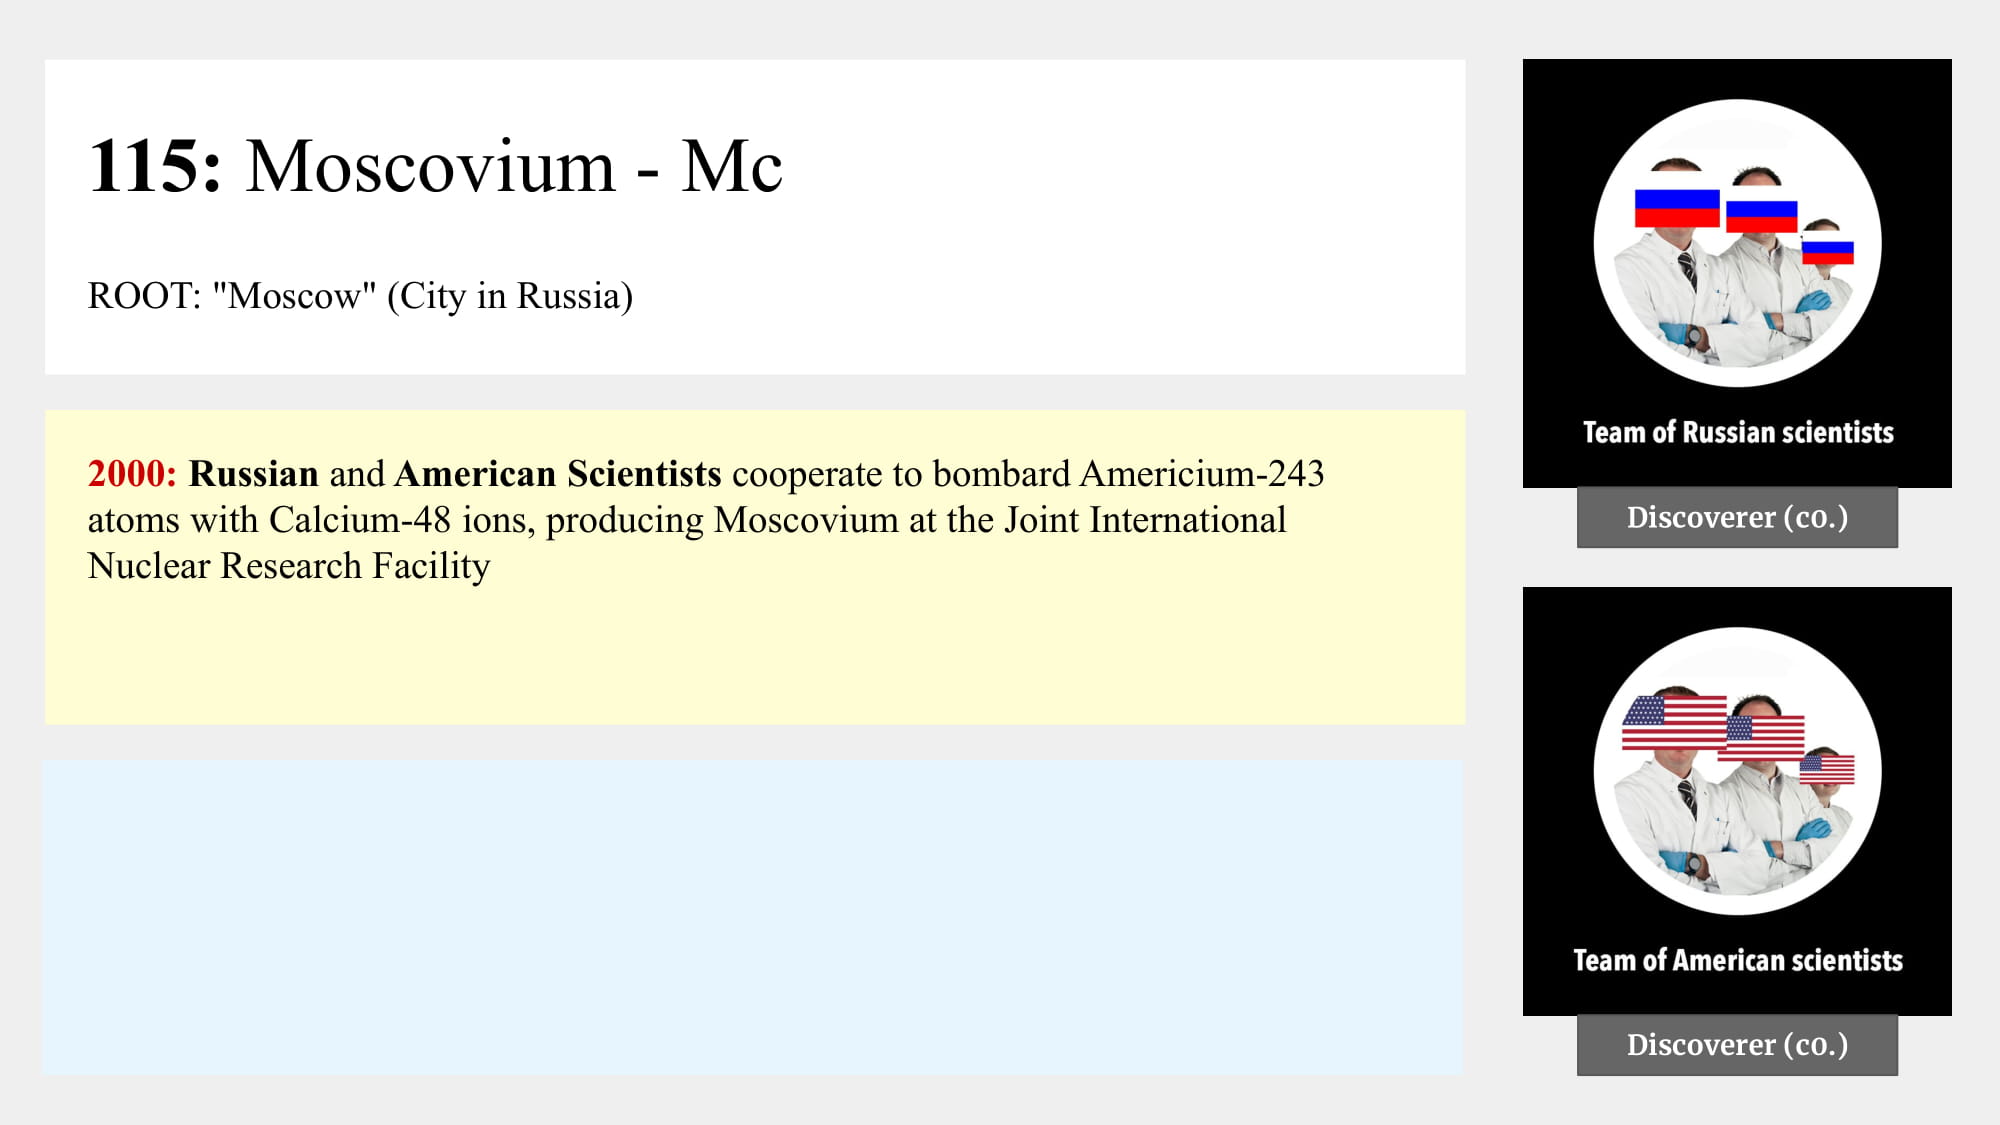 115: Moscovium - Mc
ROOT: "Moscow" (City in Russia)
2000: Russian and American Scientists cooperate to bombard Americium-243
atoms with Calcium-48 ions, producing Moscovium at the Joint International
Nuclear Research Facility
Team of Russian scientists
Discoverer (co.)
Team of American scientists
Discoverer (co.)